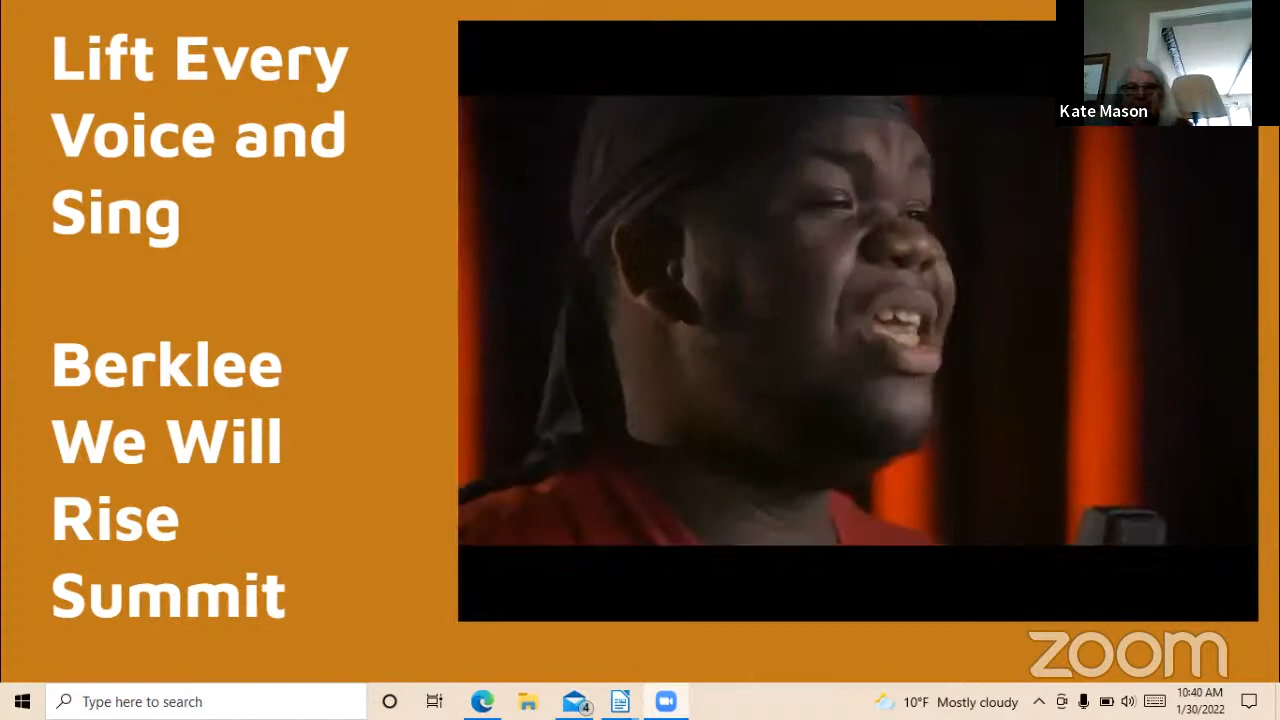 Lift Every
Voice and
Sing
Berklee
We Will
Rise
Summit
Kate Mason
zoom
Type here to search
4
10°F Mostly cloudy
10:40 AM
1/30/2022